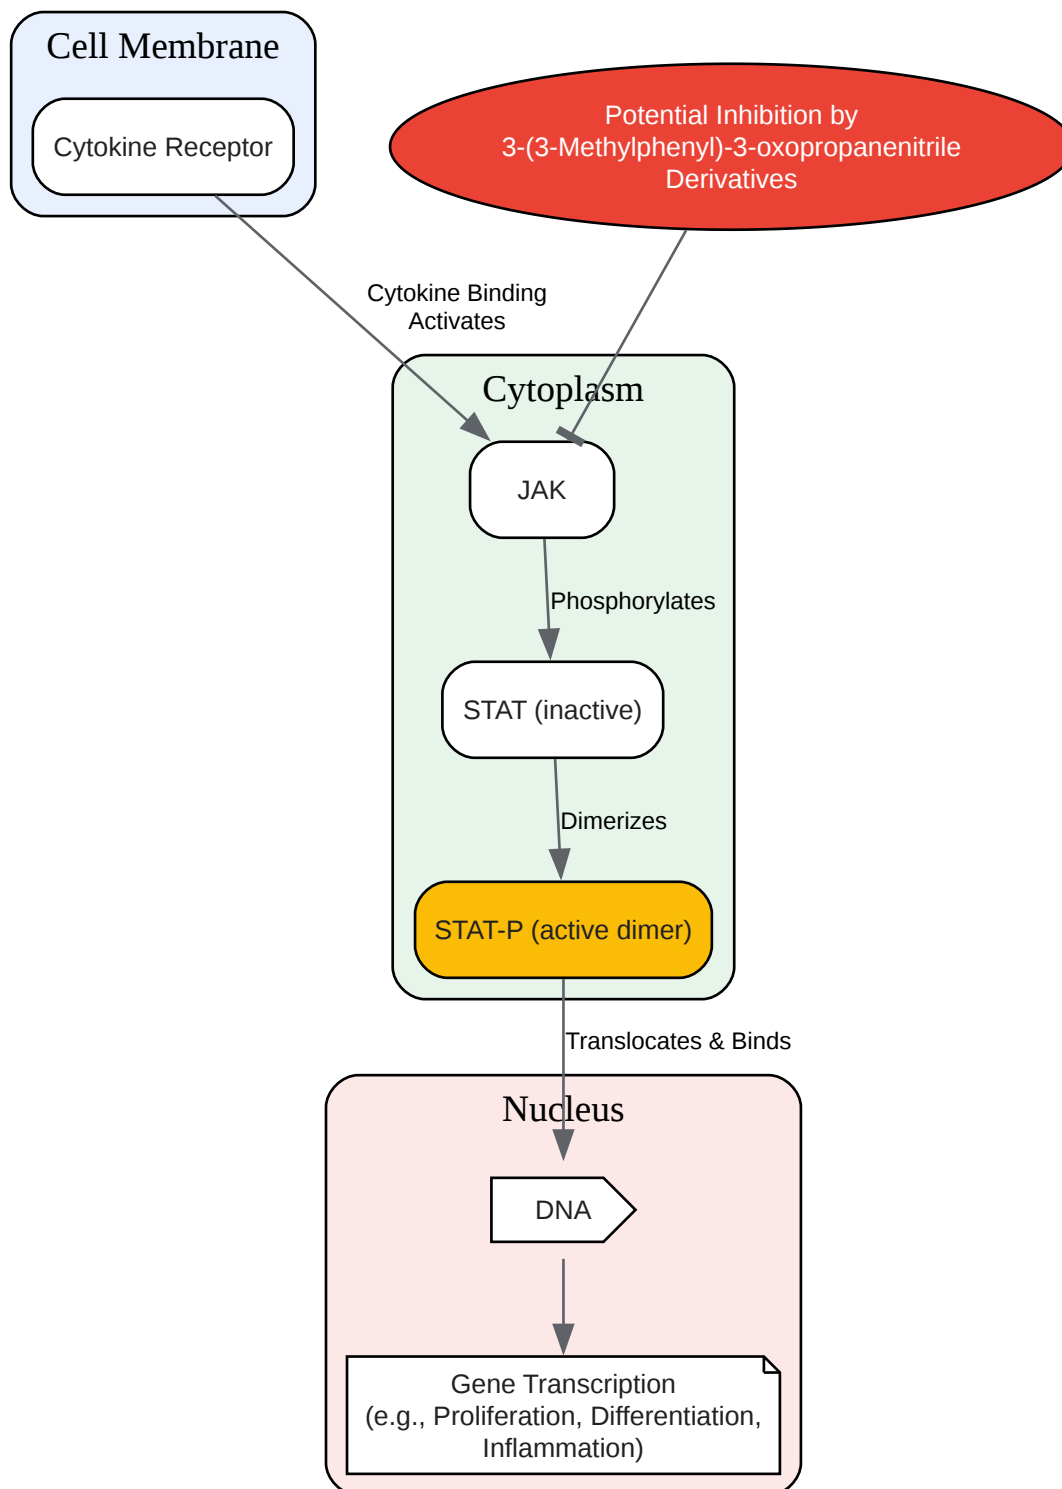 Cell Membrane
Cytokine Receptor
Potential Inhibition by
3-(3-Methylphenyl)-3-oxopropanenitrile
Derivatives
Cytokine Binding
Activates
Cytoplasm
JAK
Phosphorylates
STAT (inactive)
Dimerizes
STAT-P (active dimer)
Translocates & Binds
Nucleus
DNA
Gene Transcription
(e.g., Proliferation, Differentiation,
Inflammation)